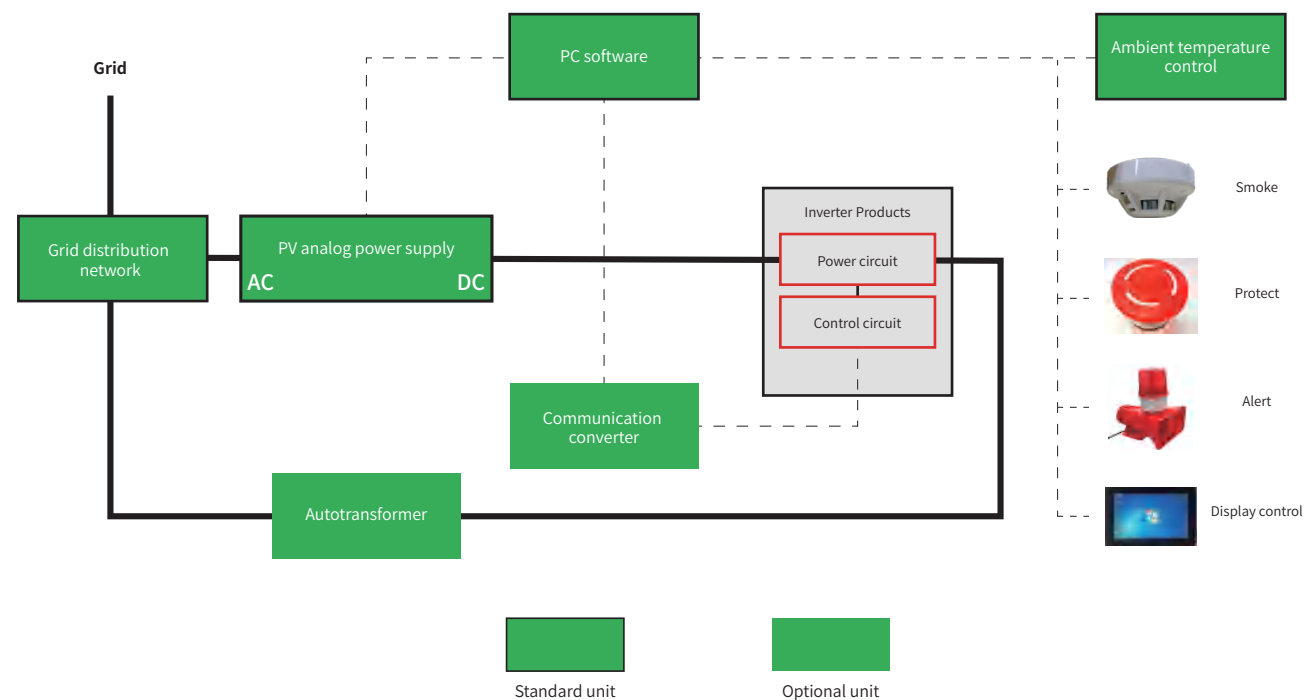 Grid
PC software
Ambient temperature
control
Smoke
Grid distribution
network
PV analog power supply
AC
DC
Inverter Products
Power circuit
Control circuit
Protect
Communication
converter
Alert
Autotransformer
Display control
Standard unit
Optional unit